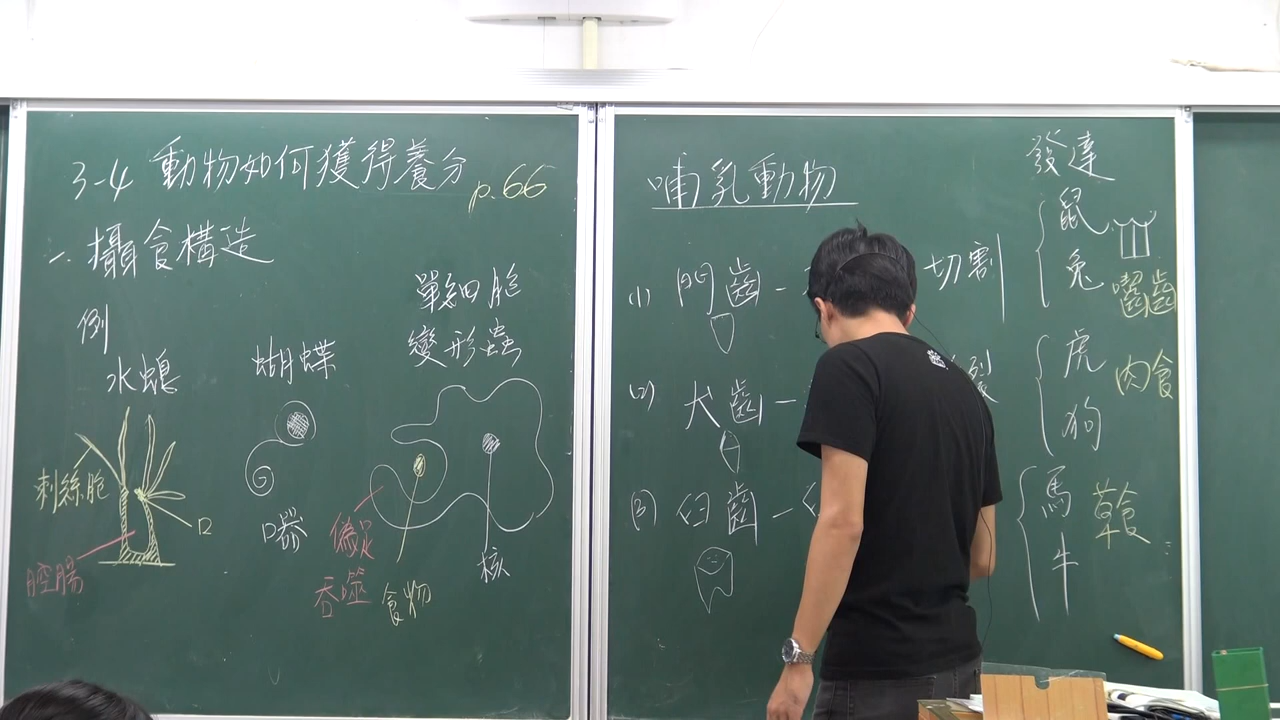 3-4 動物如何獲得養分 p.66
一. 攝食構造
例
水螅
刺絲胞
口
腔腸
蝴蝶
口器
單細胞
變形蟲
偽足
吞噬
食物
核
哺乳動物
(1) 門齒 - 切割
(2) 犬齒 - 裂
(3) 臼齒 -
發達
鼠
兔
囓齒
虎
狗
肉食
馬
牛
草食